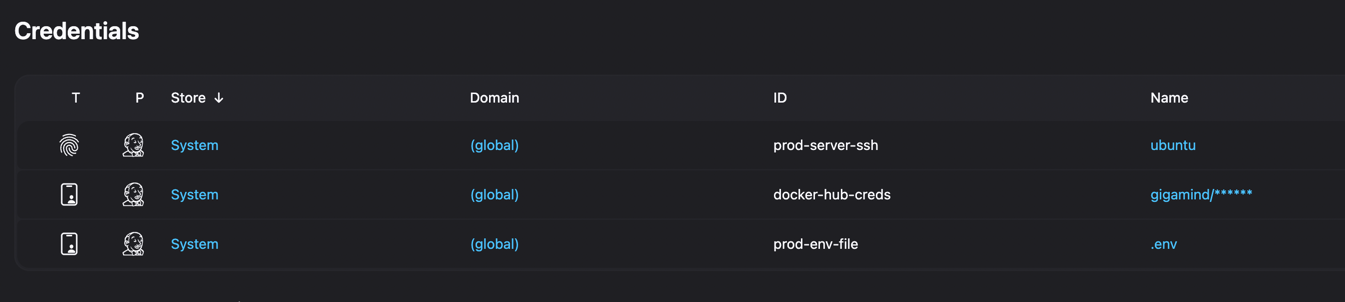 Credentials
T P Store ↓ Domain ID Name
System (global) prod-server-ssh ubuntu
System (global) docker-hub-creds gigamind/******
System (global) prod-env-file .env